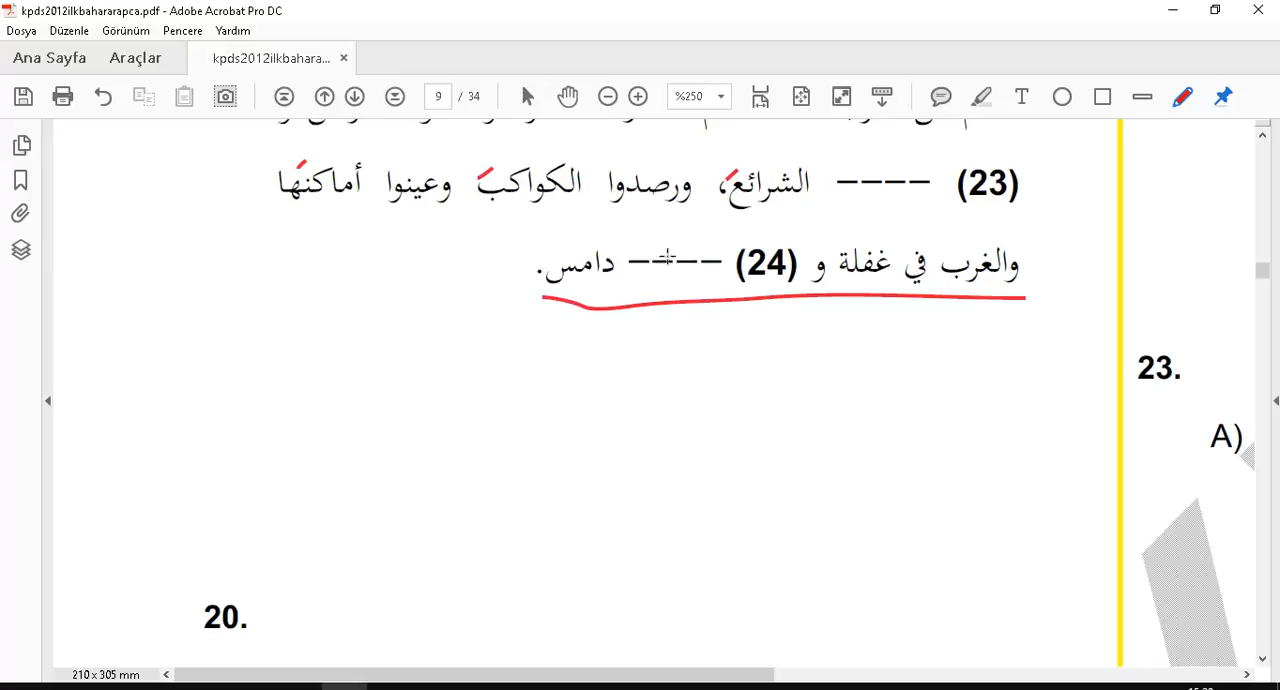 kpds2012ilkbahararapca.pdf - Adobe Acrobat Pro DC
Dosya Düzenle Görünüm Pencere Yardım
Ana Sayfa Araçlar kpds2012ilkbahara... ×
9 / 34 %250
(23) ---- الشرائع، ورصدوا الكواكب وعينوا أماكنها
والغرب في غفلة و (24) ---- دامس.
23.
A)
20.
210 x 305 mm